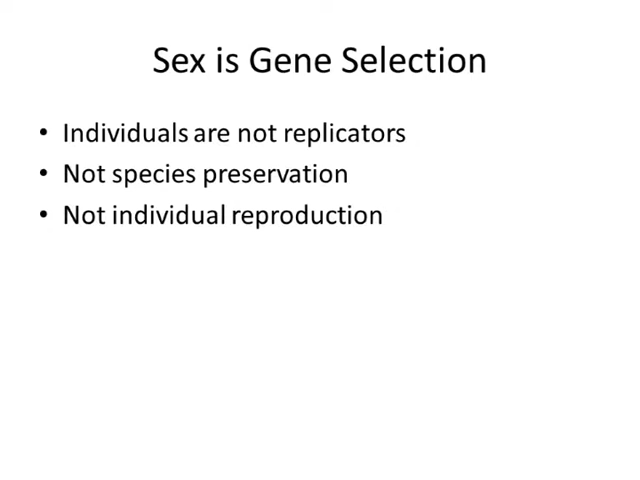 Sex is Gene Selection
• Individuals are not replicators
• Not species preservation
• Not individual reproduction